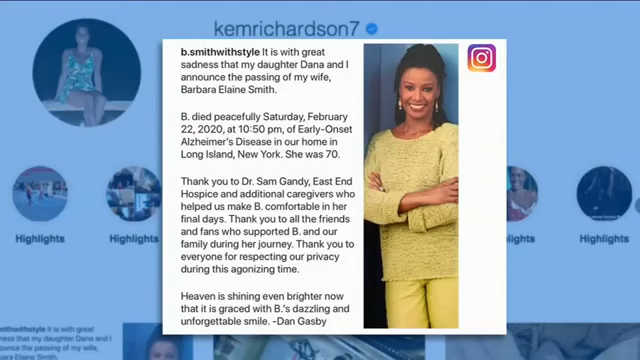 kemrichardson7
b.smithwithstyle It is with great
sadness that my daughter Dana and I
announce the passing of my wife,
Barbara Elaine Smith.
B. died peacefully Saturday, February
22, 2020, at 10:50 pm, of Early-Onset
Alzheimer's Disease in our home in
Long Island, New York. She was 70.
Thank you to Dr. Sam Gandy, East End
Hospice and additional caregivers who
helped us make B. comfortable in her
final days. Thank you to all the friends
and fans who supported B. and our
family during her journey. Thank you to
everyone for respecting our privacy
during this agonizing time.
Heaven is shining even brighter now
that it is graced with B.'s dazzling and
unforgettable smile. -Dan Gasby
Highlights
Highlights
Highlights
Highlights
b.smithwithstyle It is with great
sadness that my daughter Dana and I
announce the passing of my wife,
Barbara Elaine Smith.